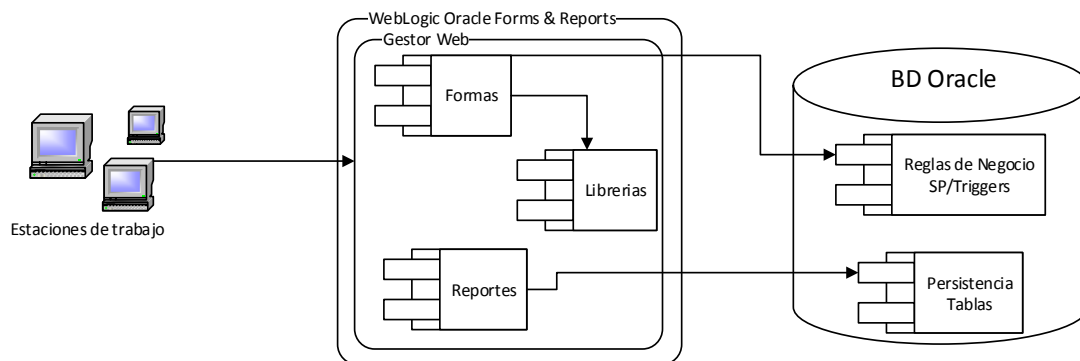 WebLogic Oracle Forms & Reports
Gestor Web
Formas
Librerias
Reportes
Estaciones de trabajo
BD Oracle
Reglas de Negocio
SP/Triggers
Persistencia
Tablas